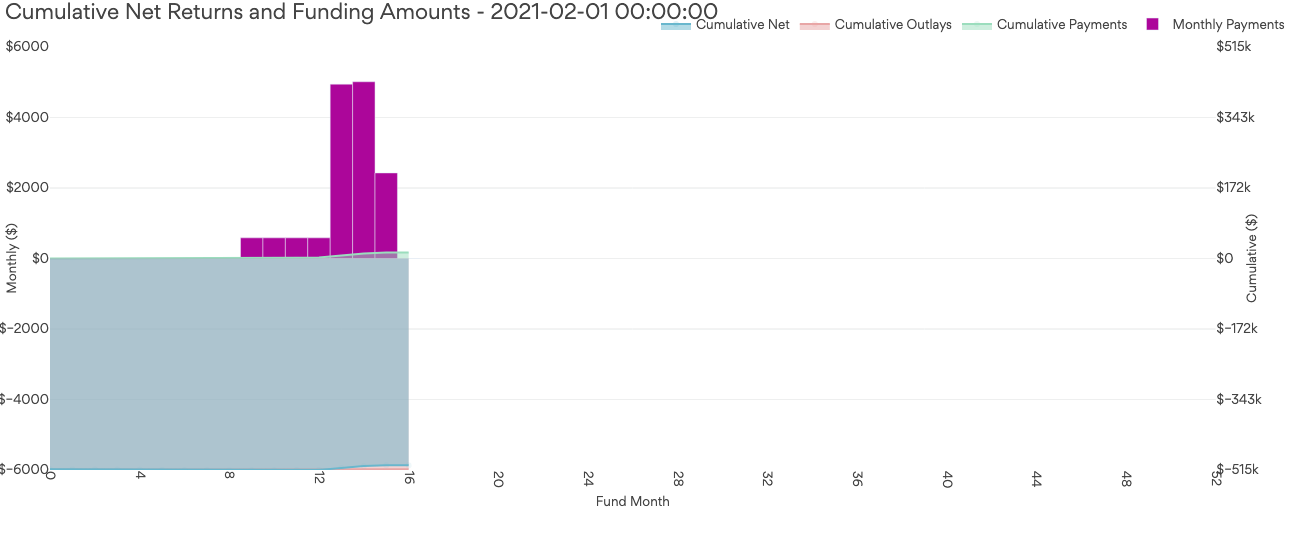 Cumulative Net Returns and Funding Amounts - 2021-02-01 00:00:00
Cumulative Net Cumulative Outlays Cumulative Payments Monthly Payments
$6000 $515k
$4000 $343k
$2000 $172k
Monthly ($)
$0 $0
Cumulative ($)
$−2000 $−172k
$−4000 $−343k
$−6000 $−515k
0 4 8 12 16 20 24 28 32 36 40 44 48 52
Fund Month